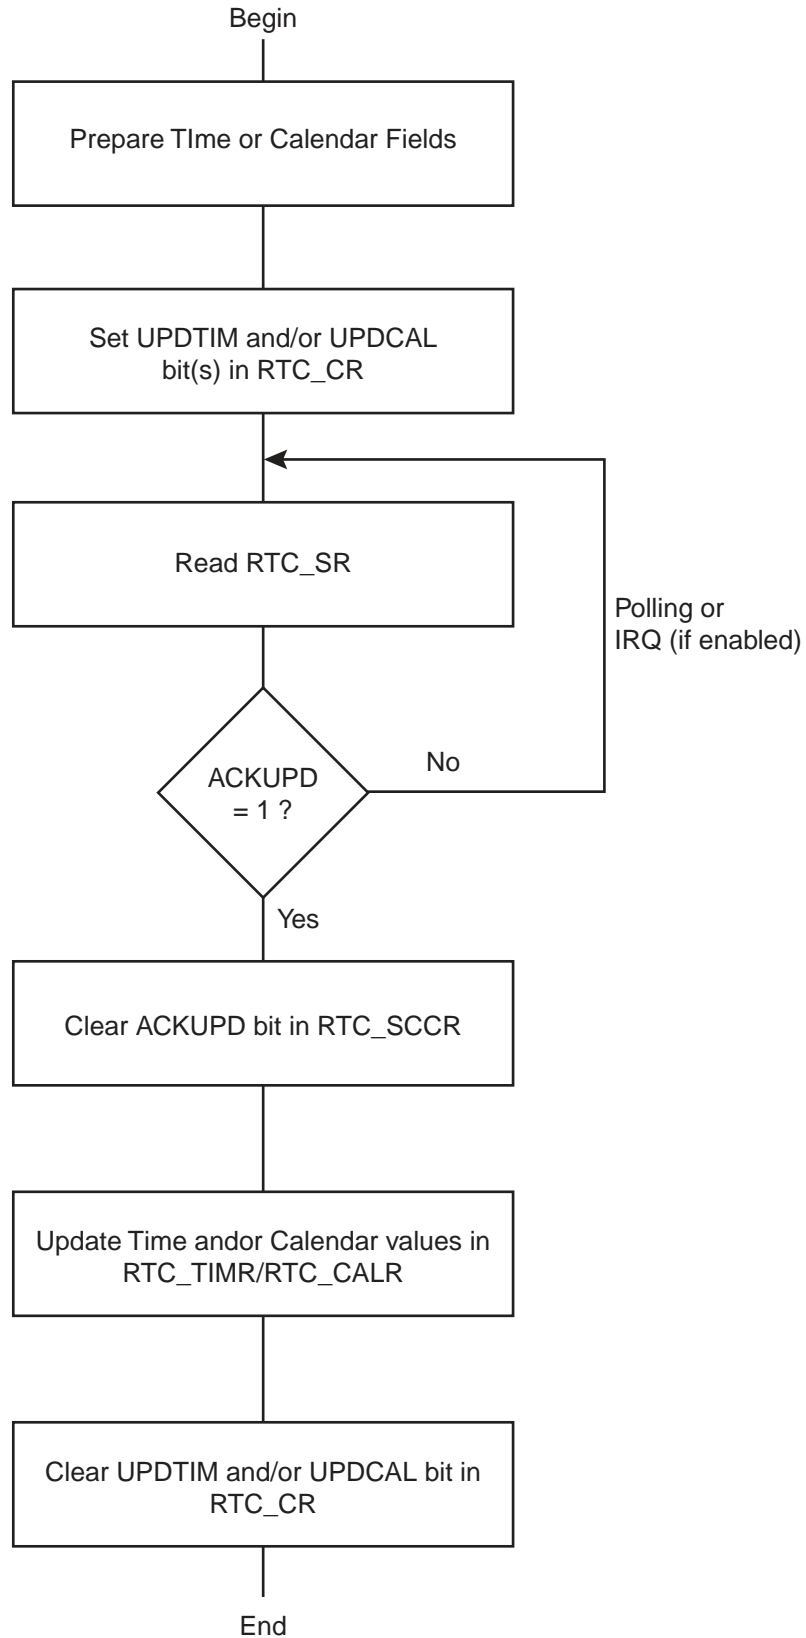 Begin
Prepare TIme or Calendar Fields
Set UPDTIM and/or UPDCAL
bit(s) in RTC_CR
Read RTC_SR
Polling or
IRQ (if enabled)
ACKUPD
= 1 ?
No
Yes
Clear ACKUPD bit in RTC_SCCR
Update Time andor Calendar values in
RTC_TIMR/RTC_CALR
Clear UPDTIM and/or UPDCAL bit in
RTC_CR
End